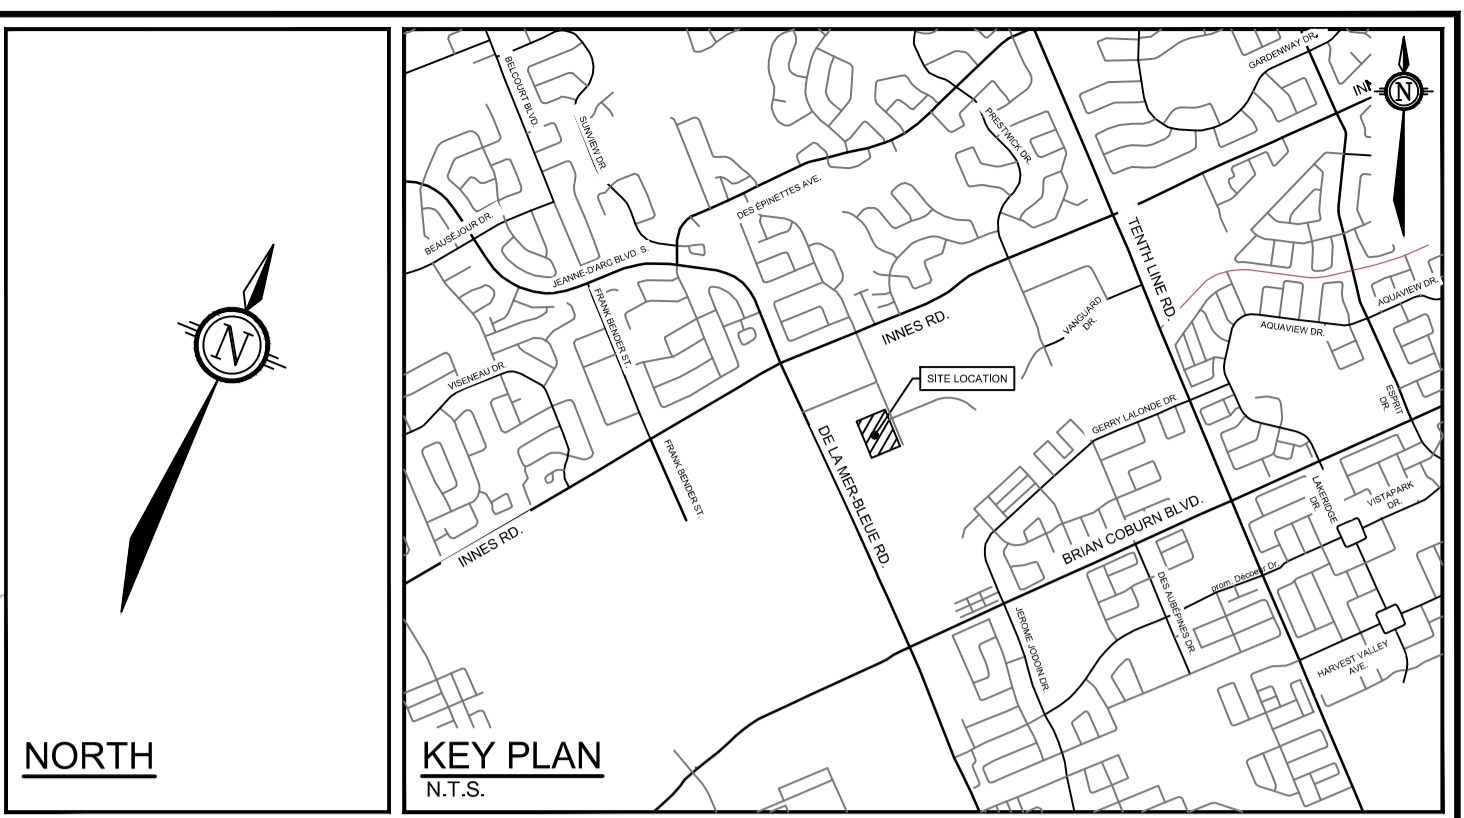 N
NORTH
BELCOURT BLVD.
SUNVIEW DR.
GARDENWAY DR.
N
PRESTWICK DR.
DES ÉPINETTES AVE.
BEAUSÉJOUR DR.
JEANNE-D'ARC BLVD. S.
FRANK BENDER ST.
TENTH LINE RD.
INNES RD.
VANGUARD
DR.
AQUAVIEW DR.
AQUAVIEW DR.
VISENEAU DR.
SITE LOCATION
ESPRIT
DR.
GERRY LALONDE DR.
DE LA MER-BLEUE RD.
FRANK BENDER ST.
INNES RD.
BRIAN COBURN BLVD.
LAKERIDGE
DR.
VISTAPARK
DR.
prom. Décoeur Dr.
DES AUBÉPINES DR.
JEROME JODOIN DR.
HARVEST VALLEY
AVE.
KEY PLAN
N.T.S.